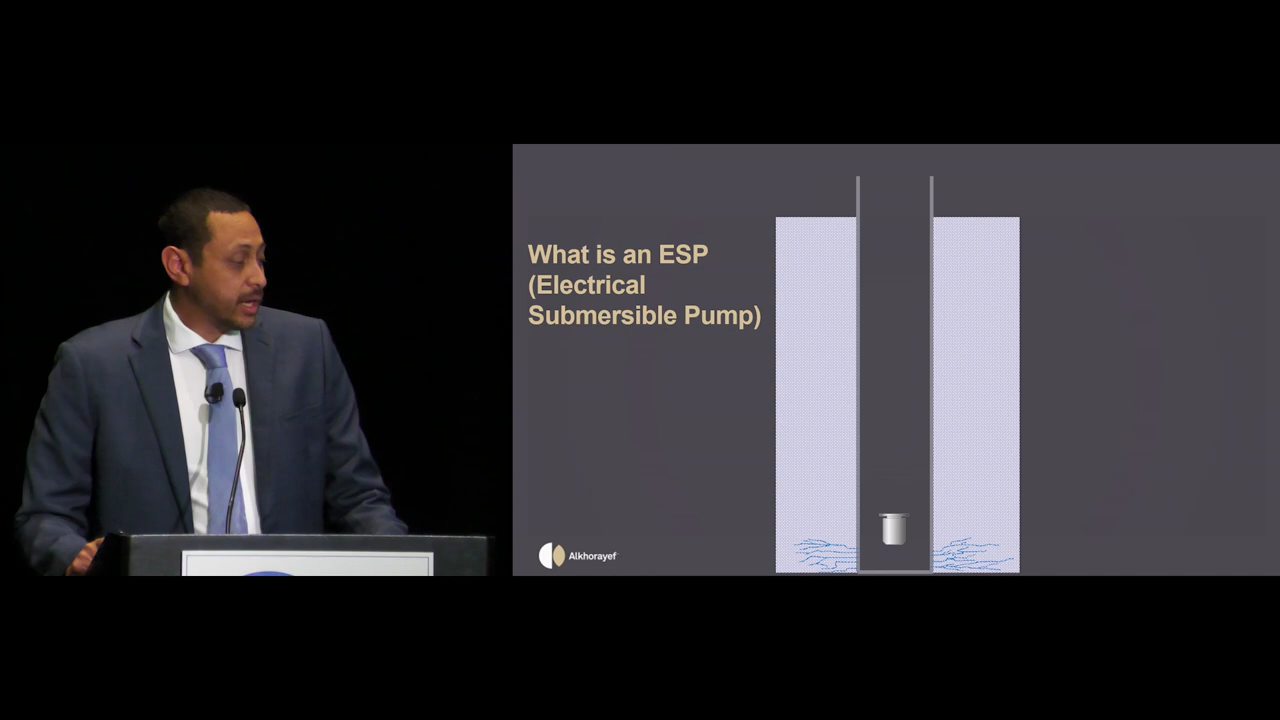 What is an ESP
(Electrical
Submersible Pump)
Alkhorayef